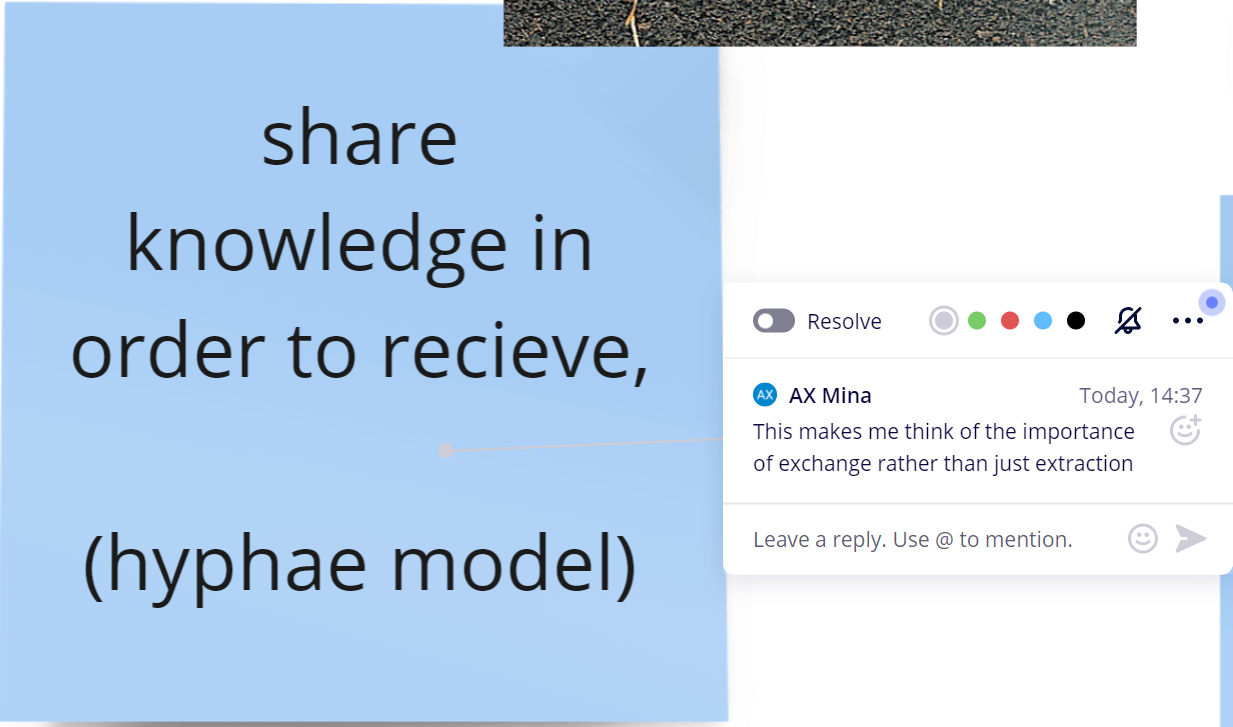 share
knowledge in
order to recieve,
(hyphae model)
Resolve
AX AX Mina Today, 14:37
This makes me think of the importance
of exchange rather than just extraction
Leave a reply. Use @ to mention.